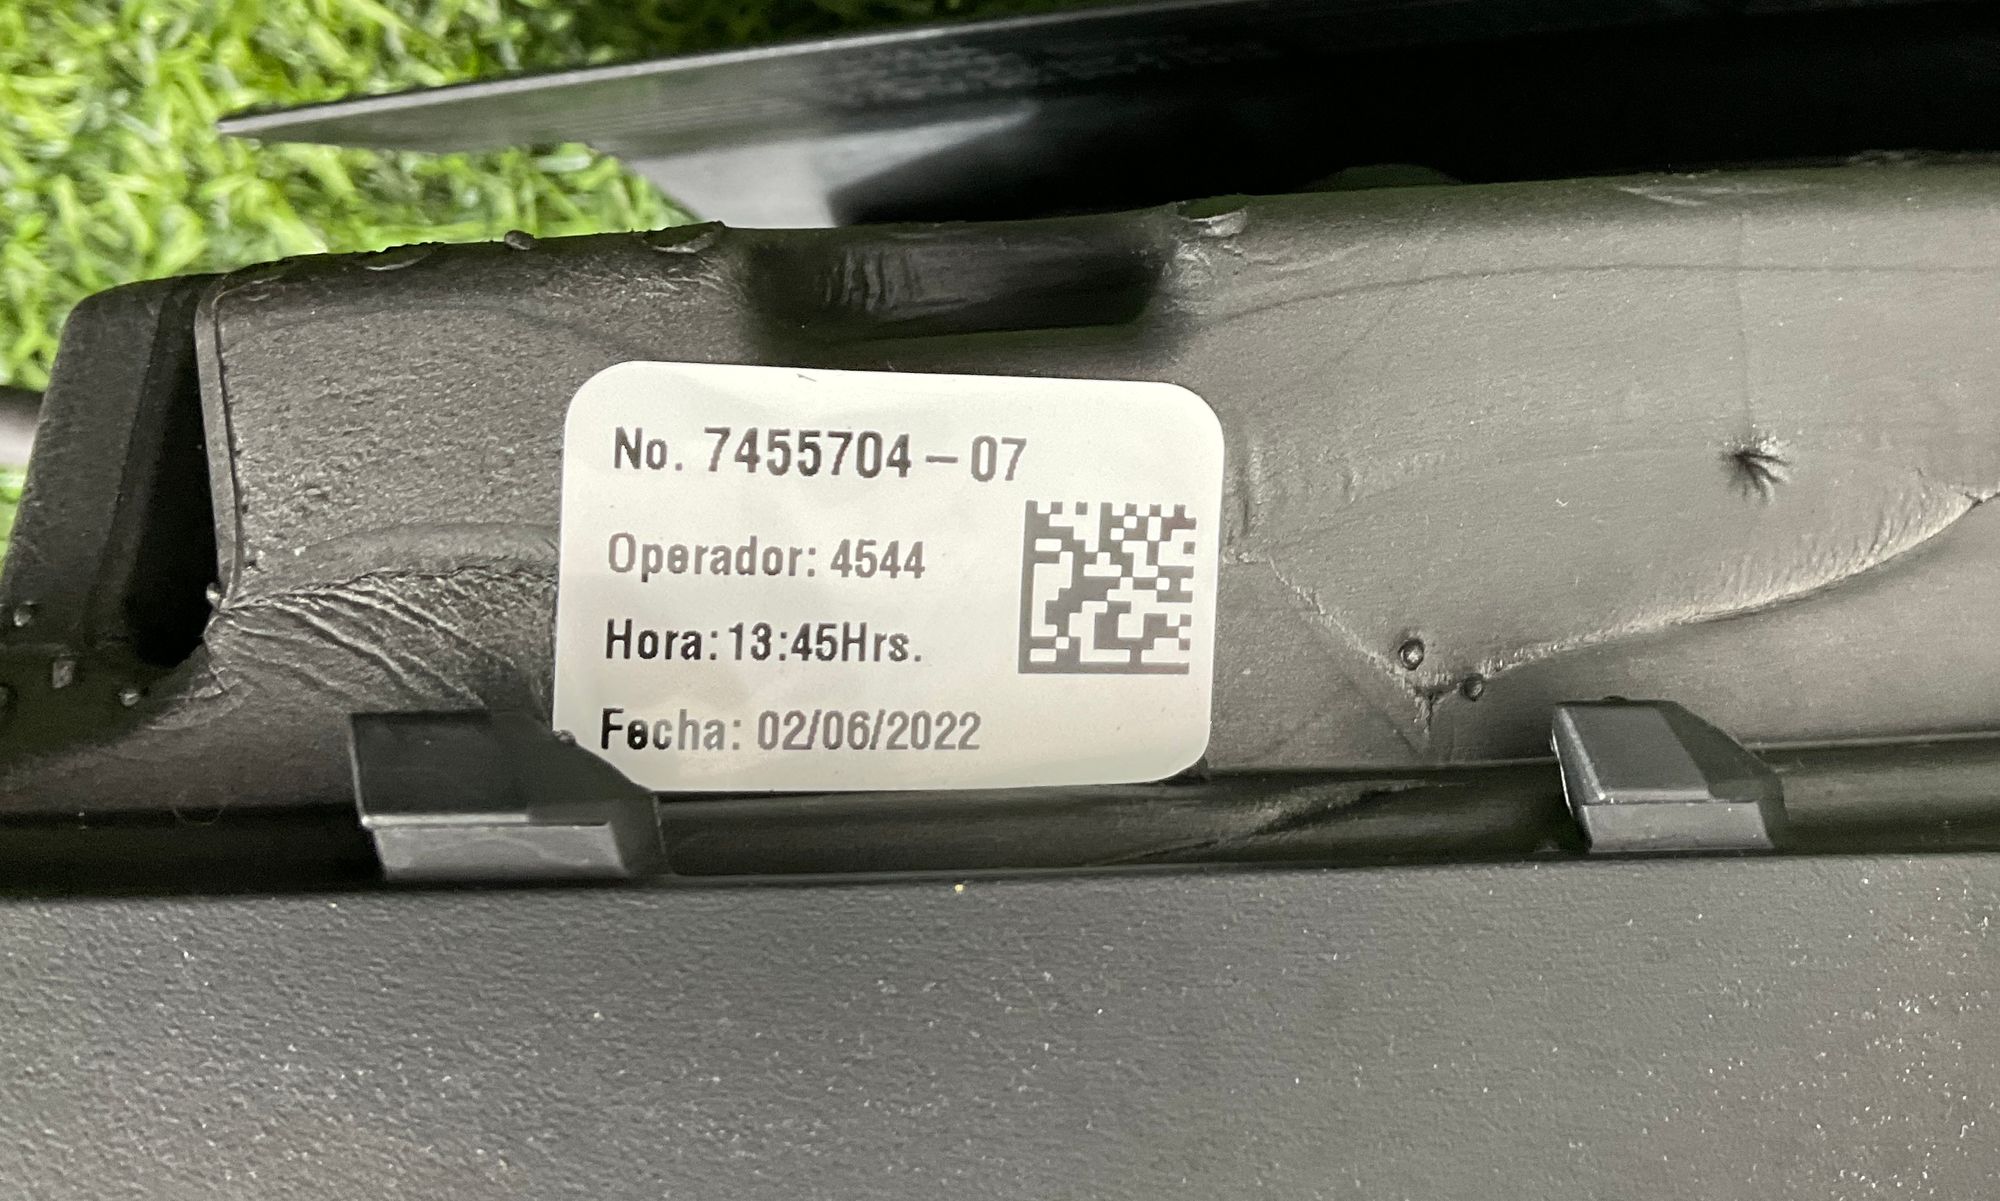 No. 7455704-07
Operador: 4544
Hora: 13:45Hrs.
Fecha: 02/06/2022